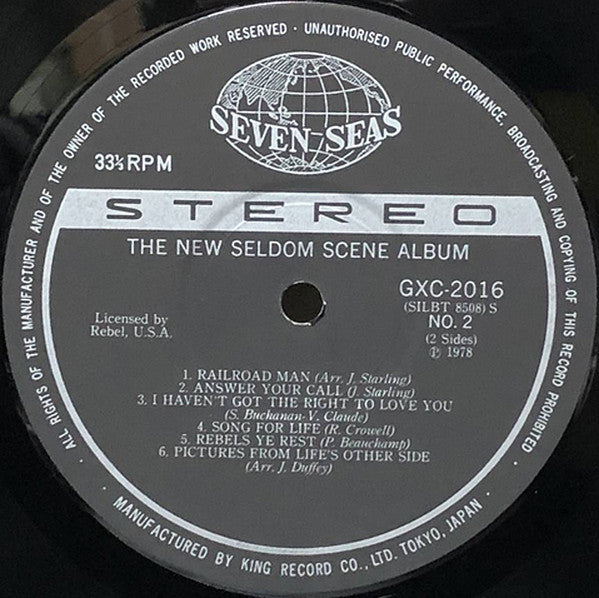 ALL RIGHTS OF THE MANUFACTURER AND OF THE OWNER OF THE RECORDED WORK RESERVED · UNAUTHORISED PUBLIC PERFORMANCE, BROADCASTING AND COPYING OF THIS RECORD PROHIBITED ·
SEVEN SEAS
33⅓RPM
STEREO
THE NEW SELDOM SCENE ALBUM
GXC-2016
(SILBT 8508) S
NO. 2
(2 Sides)
Ⓟ 1978
Licensed by
Rebel, U.S.A.
1. RAILROAD MAN (Arr. J. Starling)
2. ANSWER YOUR CALL (J. Starling)
3. I HAVEN'T GOT THE RIGHT TO LOVE YOU
(S. Buchanan-V. Claude)
4. SONG FOR LIFE (R. Crowell)
5. REBELS YE REST (P. Beauchamp)
6. PICTURES FROM LIFE'S OTHER SIDE
(Arr. J. Duffey)
· MANUFACTURED BY KING RECORD CO., LTD. TOKYO, JAPAN ·